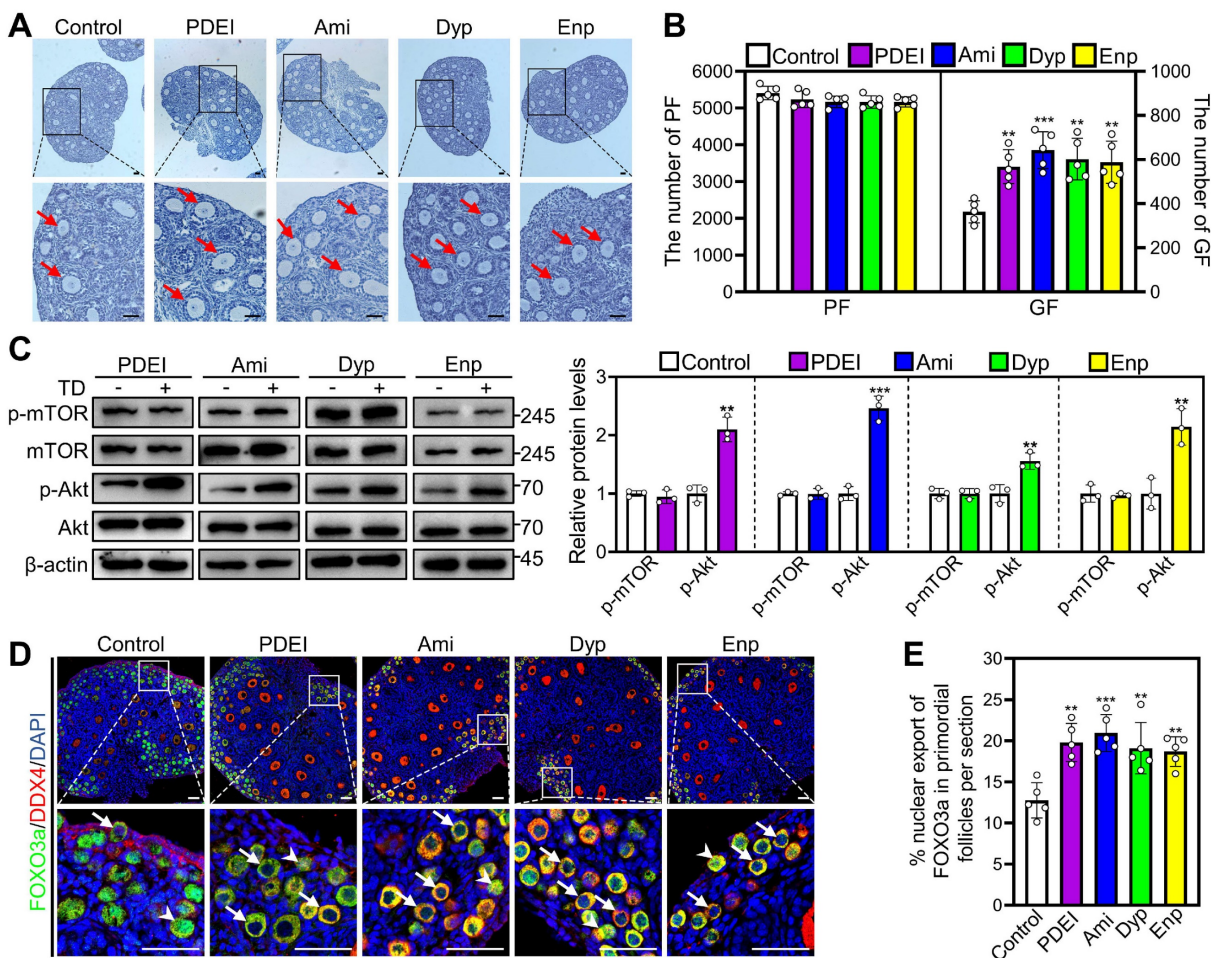 A
Control PDEI Ami Dyp Enp
B
Control PDEI Ami Dyp Enp
The number of PF
6000
5000
4000
3000
2000
1000
0
** *** ** **
PF GF
1000
800
600
400
200
0
The number of GF
C
PDEI Ami Dyp Enp
TD - + - + - + - +
p-mTOR -245
mTOR -245
p-Akt -70
Akt -70
β-actin -45
Control PDEI Ami Dyp Enp
Relative protein levels
3
2
1
0
** *** ** **
p-mTOR p-Akt p-mTOR p-Akt p-mTOR p-Akt p-mTOR p-Akt
D
Control PDEI Ami Dyp Enp
FOXO3a/DDX4/DAPI
E
% nuclear export of
FOXO3a in primordial
follicles per section
30
25
20
15
10
5
0
** *** ** **
Control PDEI Ami Dyp Enp